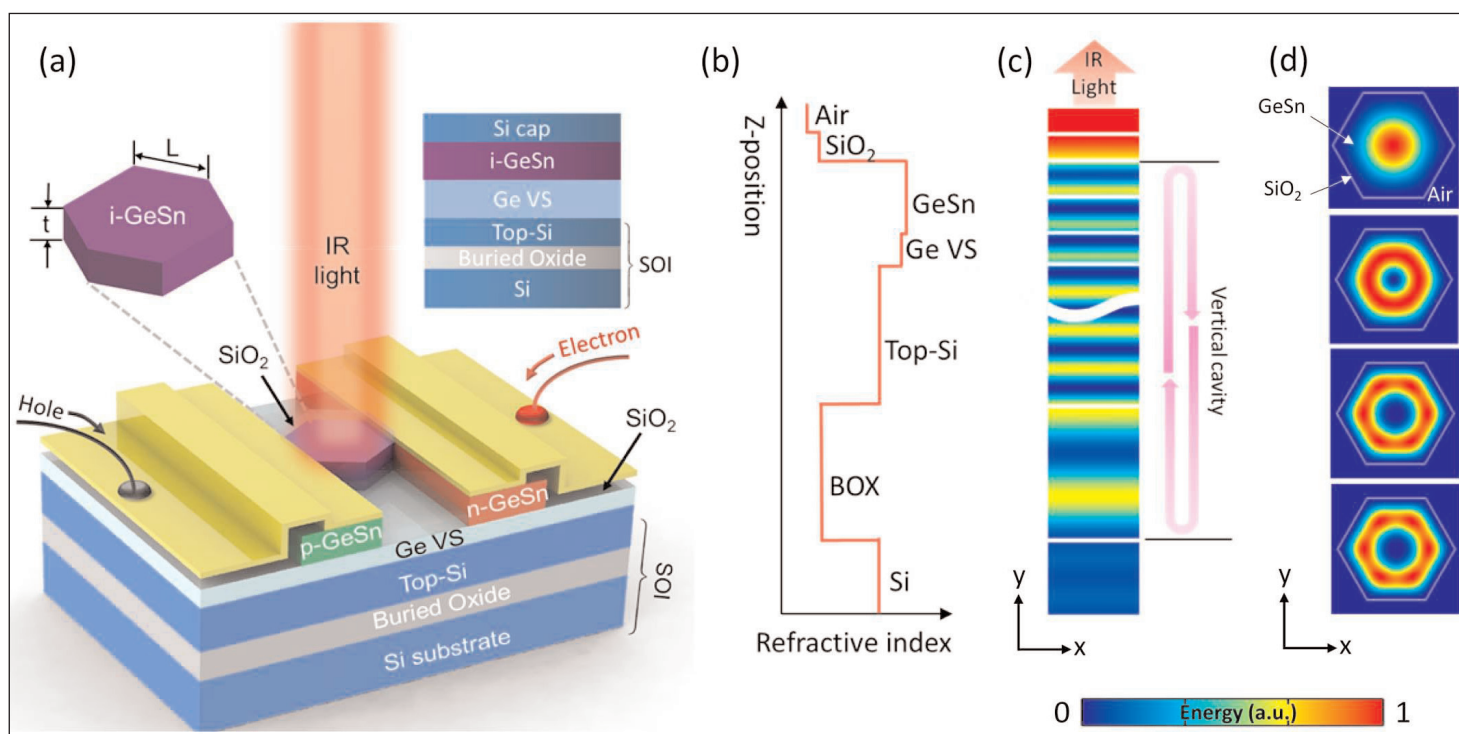 (a)
L
t
i-GeSn
IR
light
Si cap
i-GeSn
Ge VS
Top-Si
Buried Oxide
Si
SOI
SiO2
Electron
Hole
SiO2
n-GeSn
p-GeSn
Ge VS
Top-Si
Buried Oxide
Si substrate
SOI
(b)
Z-position
Air
SiO2
GeSn
Ge VS
Top-Si
BOX
Si
Refractive index
(c)
IR
Light
Vertical cavity
y
x
(d)
GeSn
SiO2
Air
y
x
0
Energy (a.u.)
1